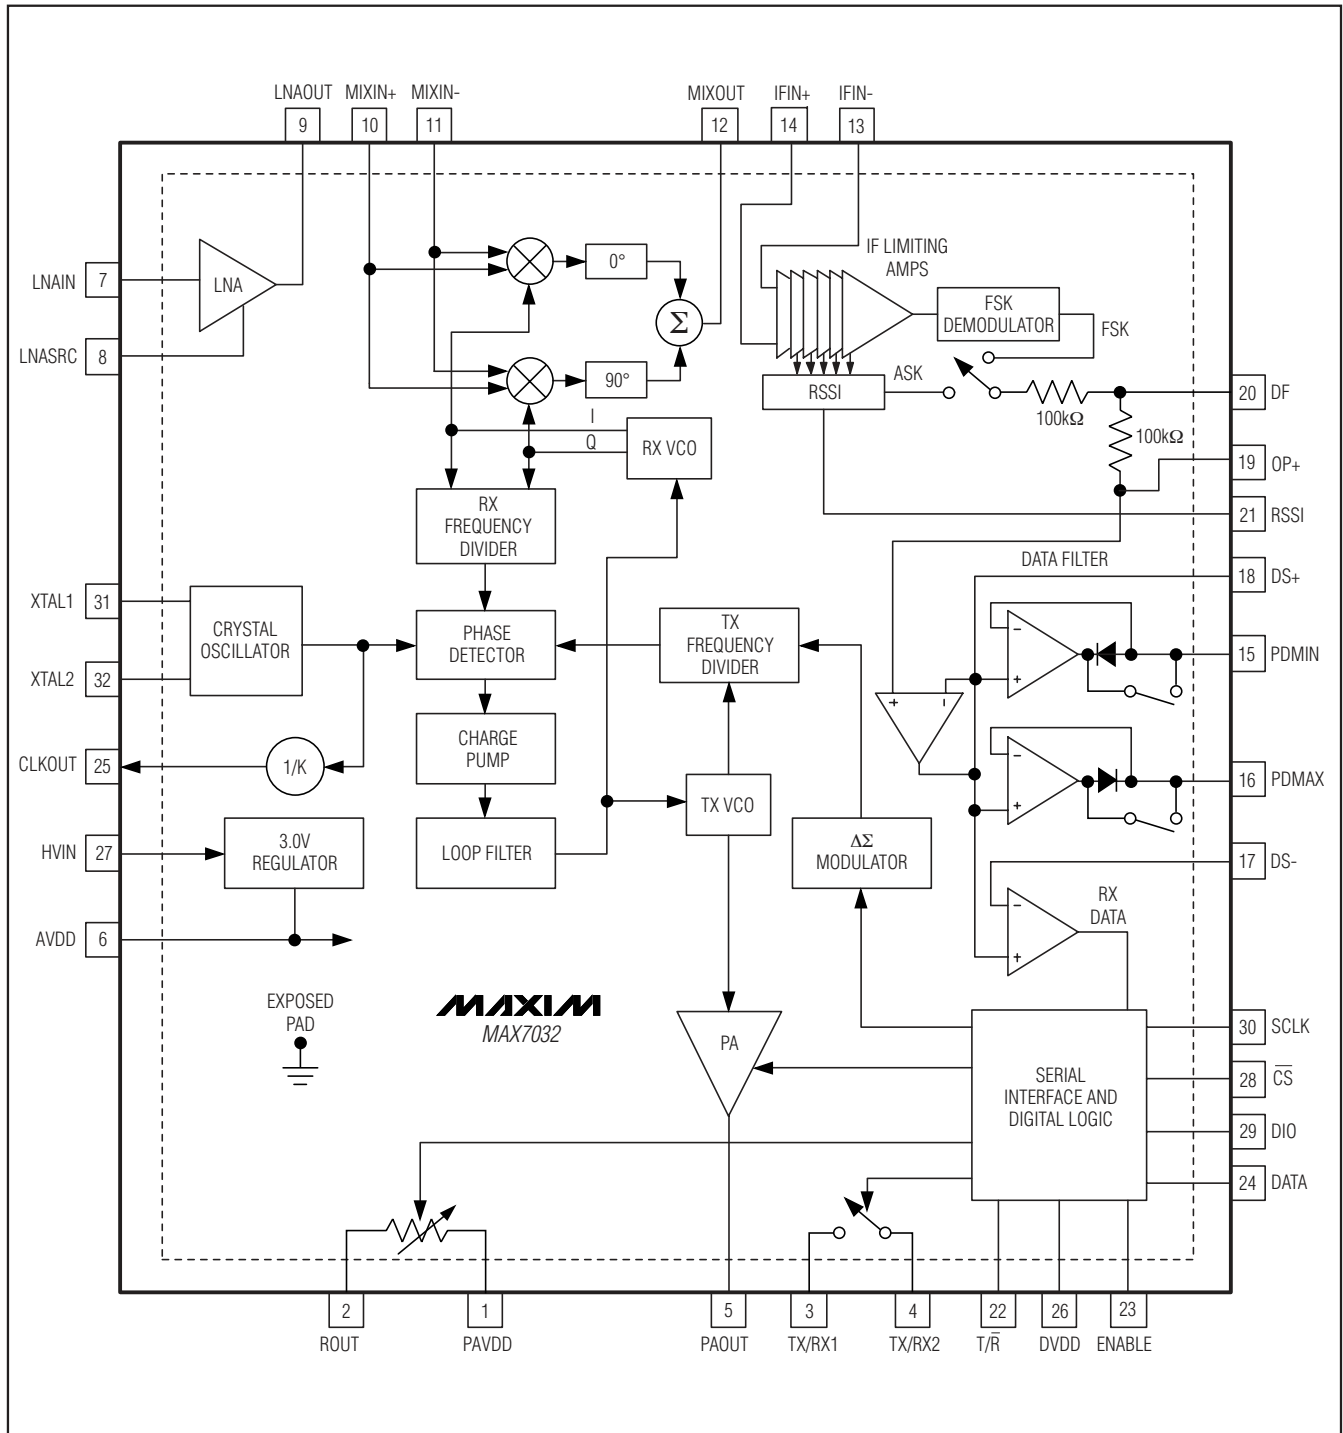 LNAOUT MIXIN+ MIXIN- MIXOUT IFIN+ IFIN-
9 10 11 12 14 13
LNAIN 7
LNA
LNASRC 8
0°
Σ
90°
I
Q
RX VCO
IF LIMITING
AMPS
FSK
DEMODULATOR
FSK
RSSI
ASK
100kΩ
100kΩ
20 DF
19 OP+
21 RSSI
DATA FILTER
18 DS+
RX
FREQUENCY
DIVIDER
XTAL1 31
CRYSTAL
OSCILLATOR
XTAL2 32
PHASE
DETECTOR
TX
FREQUENCY
DIVIDER
+ −
−
+
15 PDMIN
CHARGE
PUMP
CLKOUT 25
1/K
TX VCO
−
+
16 PDMAX
HVIN 27
3.0V
REGULATOR
LOOP FILTER
ΔΣ
MODULATOR
17 DS-
RX
DATA
−
+
AVDD 6
EXPOSED
PAD
MAXIM
MAX7032
PA
SERIAL
INTERFACE AND
DIGITAL LOGIC
30 SCLK
28 C̅S̅
29 DIO
24 DATA
2 1 5 3 4 22 26 23
ROUT PAVDD PAOUT TX/RX1 TX/RX2 T/R̅ DVDD ENABLE